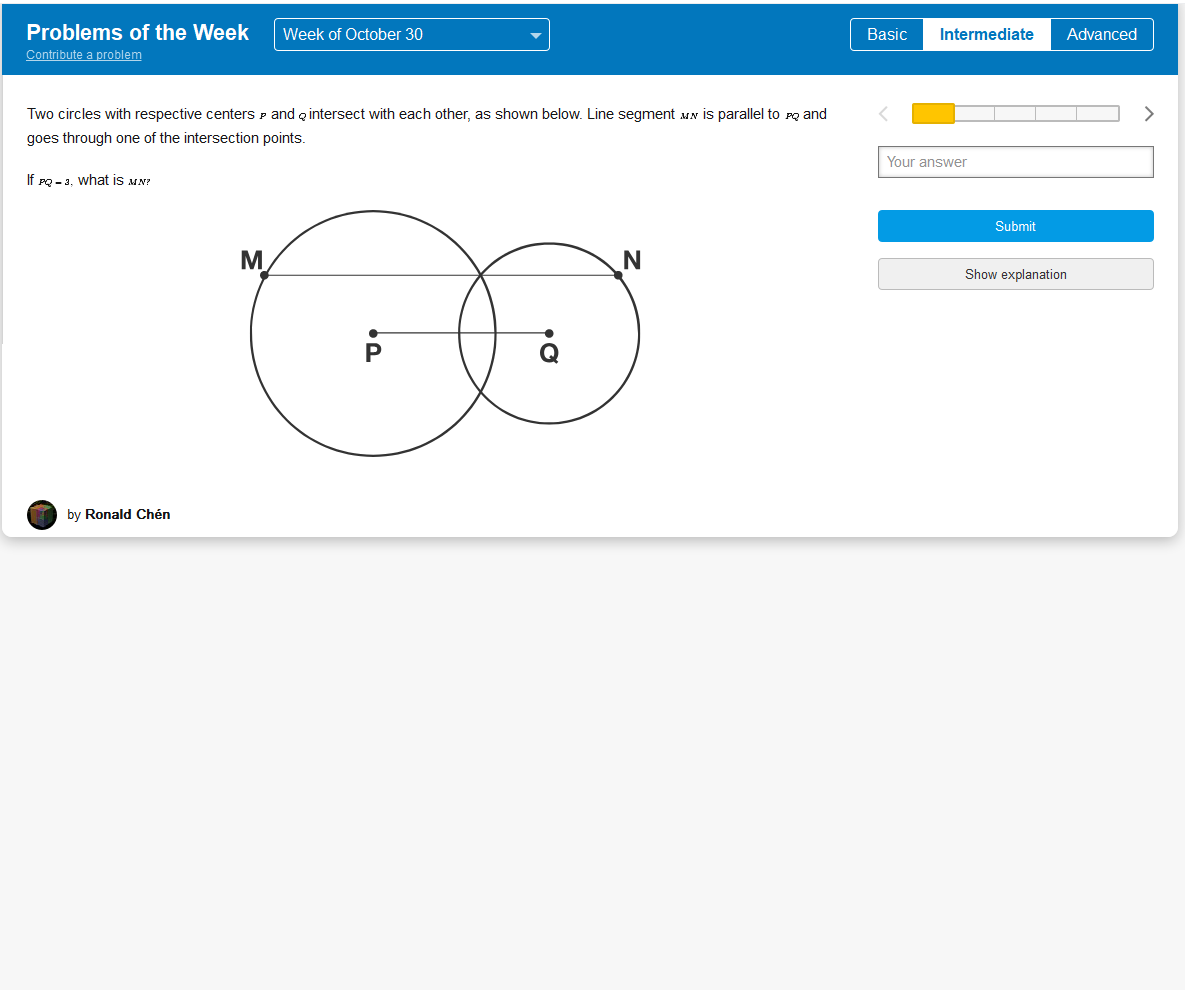 Problems of the Week
Contribute a problem
Week of October 30
Basic
Intermediate
Advanced
Two circles with respective centers P and Q intersect with each other, as shown below. Line segment MN is parallel to PQ and
goes through one of the intersection points.
If PQ = 3, what is MN?
M
N
P
Q
by Ronald Chén
Your answer
Submit
Show explanation